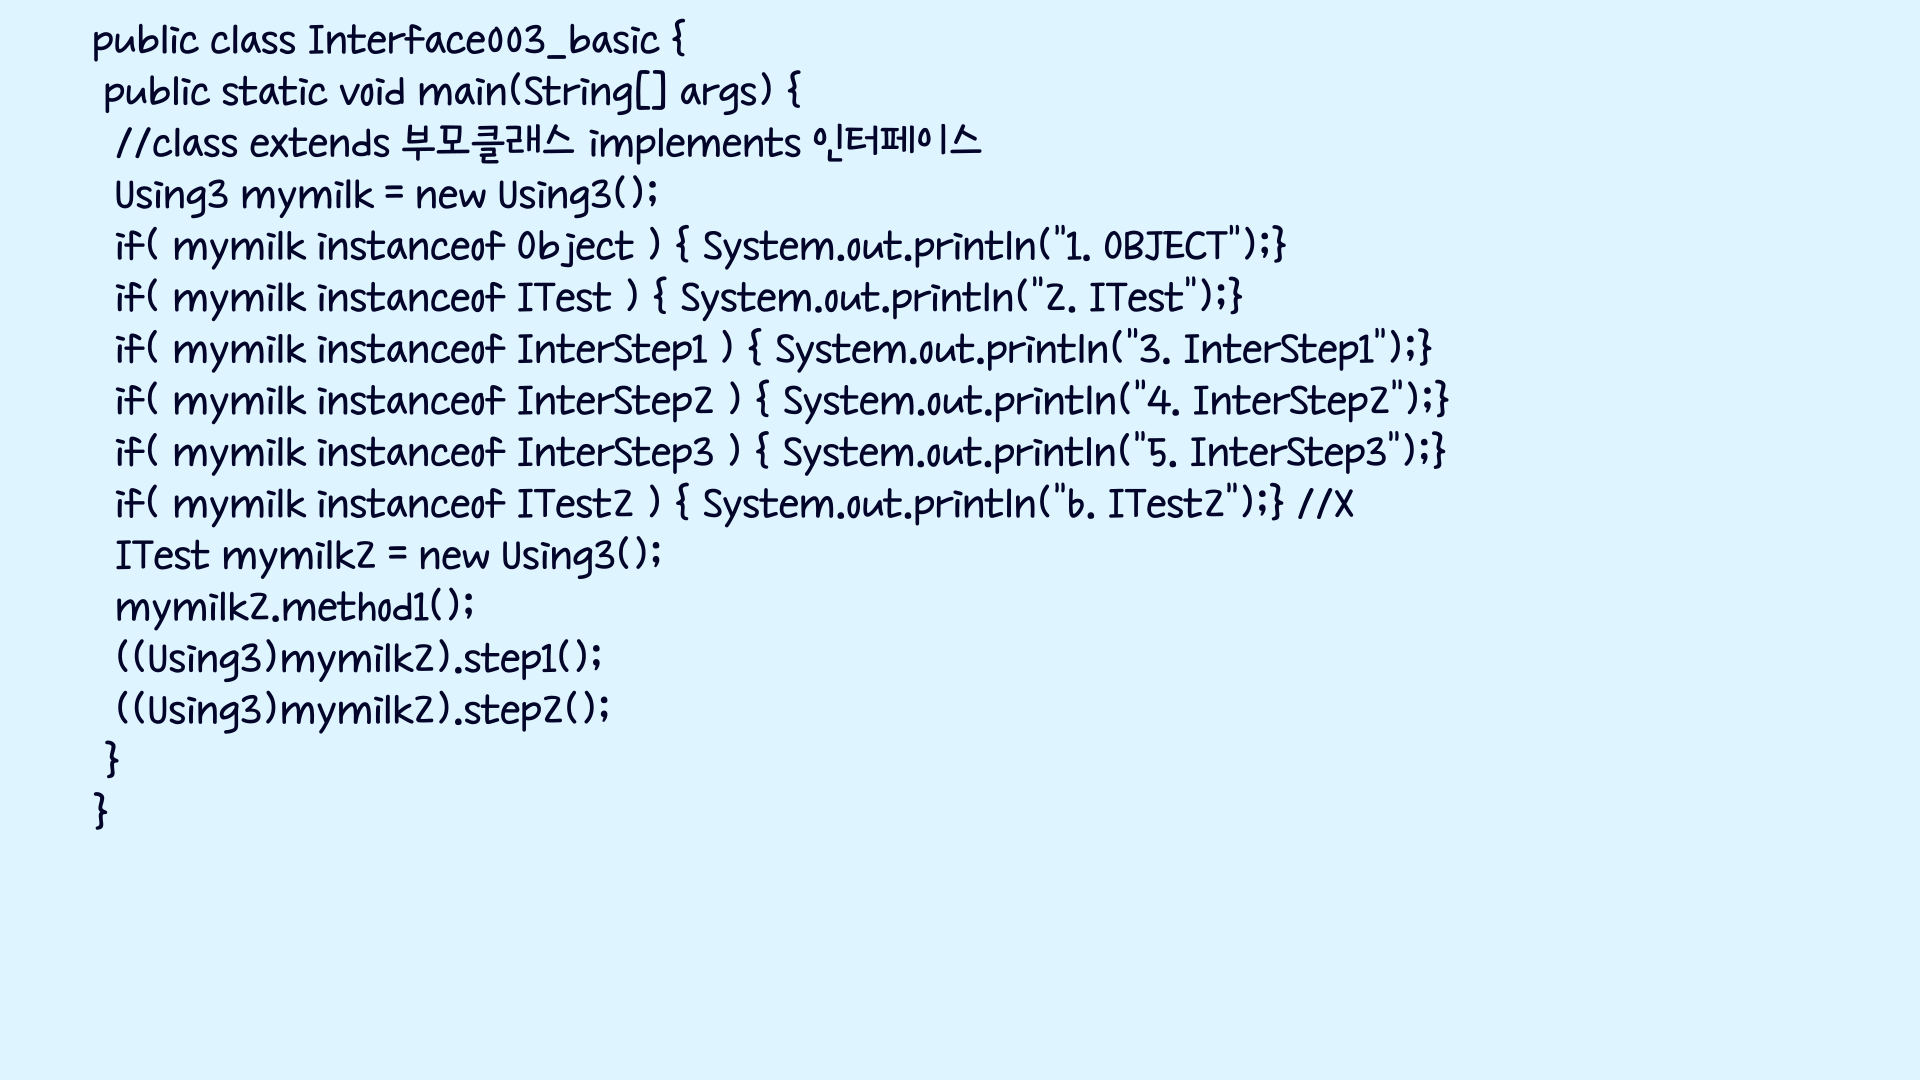 public class Interface003_basic {
public static void main(String[] args) {
//class extends 부모클래스 implements 인터페이스
Using3 mymilk = new Using3();
if( mymilk instanceof Object ) { System.out.println("1. OBJECT");}
if( mymilk instanceof ITest ) { System.out.println("2. ITest");}
if( mymilk instanceof InterStep1 ) { System.out.println("3. InterStep1");}
if( mymilk instanceof InterStep2 ) { System.out.println("4. InterStep2");}
if( mymilk instanceof InterStep3 ) { System.out.println("5. InterStep3");}
if( mymilk instanceof ITest2 ) { System.out.println("6. ITest2");} //X
ITest mymilk2 = new Using3();
mymilk2.method1();
((Using3)mymilk2).step1();
((Using3)mymilk2).step2();
}
}